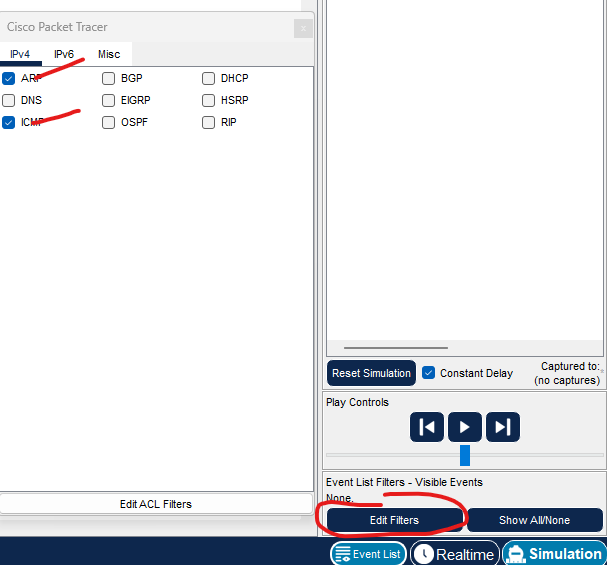 Cisco Packet Tracer
x
IPv4 IPv6 Misc
ARP BGP DHCP
DNS EIGRP HSRP
ICMP OSPF RIP
Edit ACL Filters
Reset Simulation Constant Delay Captured to:
(no captures)
Play Controls
Event List Filters - Visible Events
None.
Edit Filters Show All/None
Event List Realtime Simulation